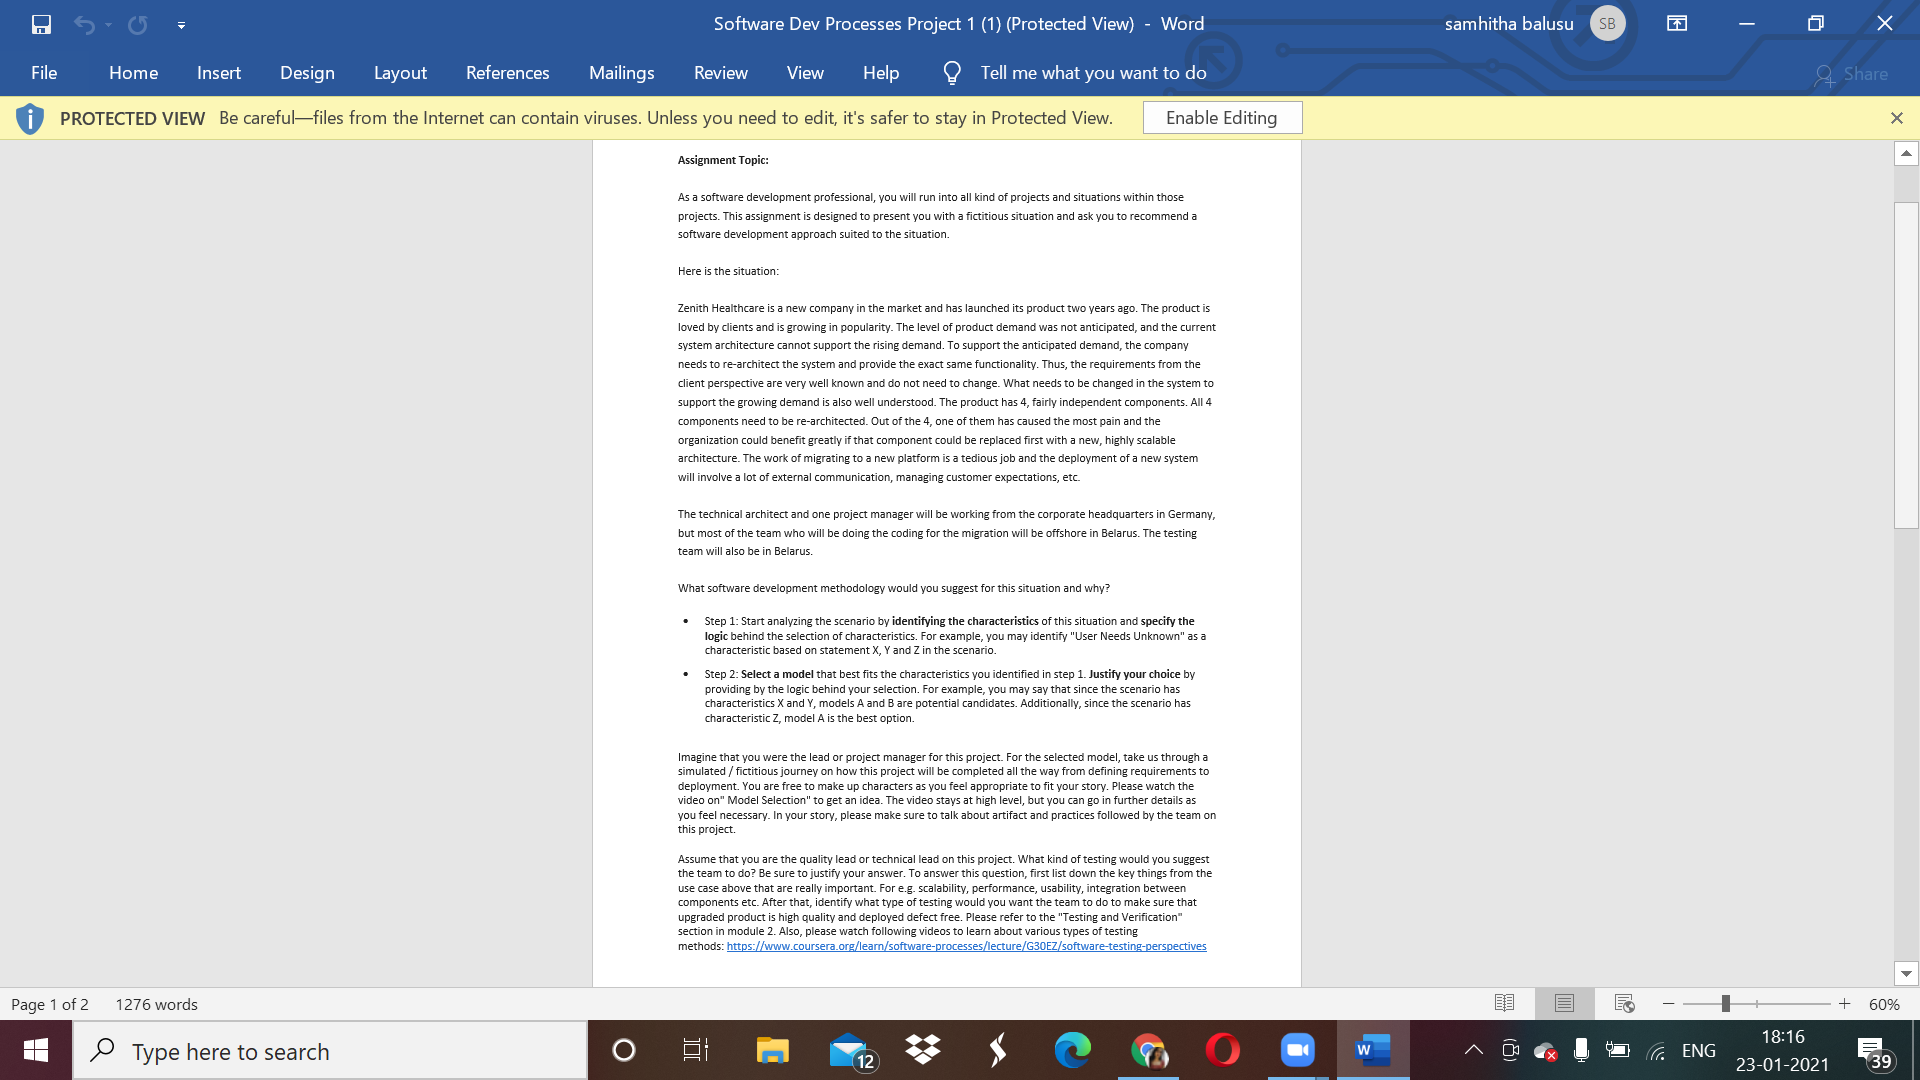 Software Dev Processes Project 1 (1) (Protected View) - Word
samhitha balusu SB
File Home Insert Design Layout References Mailings Review View Help Tell me what you want to do Share
PROTECTED VIEW Be careful—files from the Internet can contain viruses. Unless you need to edit, it's safer to stay in Protected View. Enable Editing
Assignment Topic:
As a software development professional, you will run into all kind of projects and situations within those
projects. This assignment is designed to present you with a fictitious situation and ask you to recommend a
software development approach suited to the situation.
Here is the situation:
Zenith Healthcare is a new company in the market and has launched its product two years ago. The product is
loved by clients and is growing in popularity. The level of product demand was not anticipated, and the current
system architecture cannot support the rising demand. To support the anticipated demand, the company
needs to re-architect the system and provide the exact same functionality. Thus, the requirements from the
client perspective are very well known and do not need to change. What needs to be changed in the system to
support the growing demand is also well understood. The product has 4, fairly independent components. All 4
components need to be re-architected. Out of the 4, one of them has caused the most pain and the
organization could benefit greatly if that component could be replaced first with a new, highly scalable
architecture. The work of migrating to a new platform is a tedious job and the deployment of a new system
will involve a lot of external communication, managing customer expectations, etc.
The technical architect and one project manager will be working from the corporate headquarters in Germany,
but most of the team who will be doing the coding for the migration will be offshore in Belarus. The testing
team will also be in Belarus.
What software development methodology would you suggest for this situation and why?
• Step 1: Start analyzing the scenario by identifying the characteristics of this situation and specify the
logic behind the selection of characteristics. For example, you may identify "User Needs Unknown" as a
characteristic based on statement X, Y and Z in the scenario.
• Step 2: Select a model that best fits the characteristics you identified in step 1. Justify your choice by
providing by the logic behind your selection. For example, you may say that since the scenario has
characteristics X and Y, models A and B are potential candidates. Additionally, since the scenario has
characteristic Z, model A is the best option.
Imagine that you were the lead or project manager for this project. For the selected model, take us through a
simulated / fictitious journey on how this project will be completed all the way from defining requirements to
deployment. You are free to make up characters as you feel appropriate to fit your story. Please watch the
video on" Model Selection" to get an idea. The video stays at high level, but you can go in further details as
you feel necessary. In your story, please make sure to talk about artifact and practices followed by the team on
this project.
Assume that you are the quality lead or technical lead on this project. What kind of testing would you suggest
the team to do? Be sure to justify your answer. To answer this question, first list down the key things from the
use case above that are really important. For e.g. scalability, performance, usability, integration between
components etc. After that, identify what type of testing would you want the team to do to make sure that
upgraded product is high quality and deployed defect free. Please refer to the "Testing and Verification"
section in module 2. Also, please watch following videos to learn about various types of testing
methods: https://www.coursera.org/learn/software-processes/lecture/G30EZ/software-testing-perspectives
Page 1 of 2 1276 words 60%
Type here to search 12 W ENG 18:16 39
23-01-2021